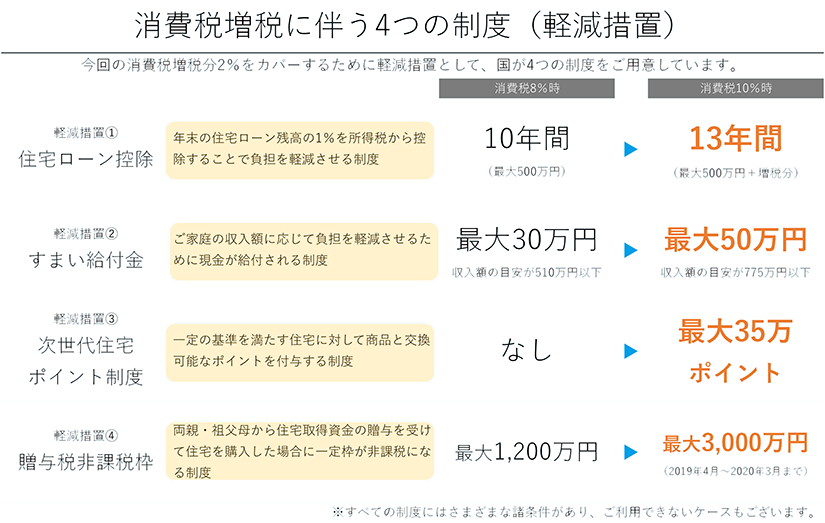 消費税増税に伴う4つの制度（軽減措置）
今回の消費税増税分2％をカバーするために軽減措置として、国が4つの制度をご用意しています。
消費税8％時
消費税10％時
軽減措置①
住宅ローン控除
年末の住宅ローン残高の1％を所得税から控
除することで負担を軽減させる制度
10年間
（最大500万円）
13年間
（最大500万円＋増税分）
軽減措置②
すまい給付金
ご家庭の収入額に応じて負担を軽減させるた
めに現金が給付される制度
最大30万円
収入額の目安が510万円以下
最大50万円
収入額の目安が775万円以下
軽減措置③
次世代住宅
ポイント制度
一定の基準を満たす住宅に対して商品と交換
可能なポイントを付与する制度
なし
最大35万
ポイント
軽減措置④
贈与税非課税枠
両親・祖父母から住宅取得資金の贈与を受け
て住宅を購入した場合に一定枠が非課税にな
る制度
最大1,200万円
最大3,000万円
（2019年4月～2020年3月まで）
※すべての制度にはさまざまな諸条件があり、ご利用できないケースもございます。